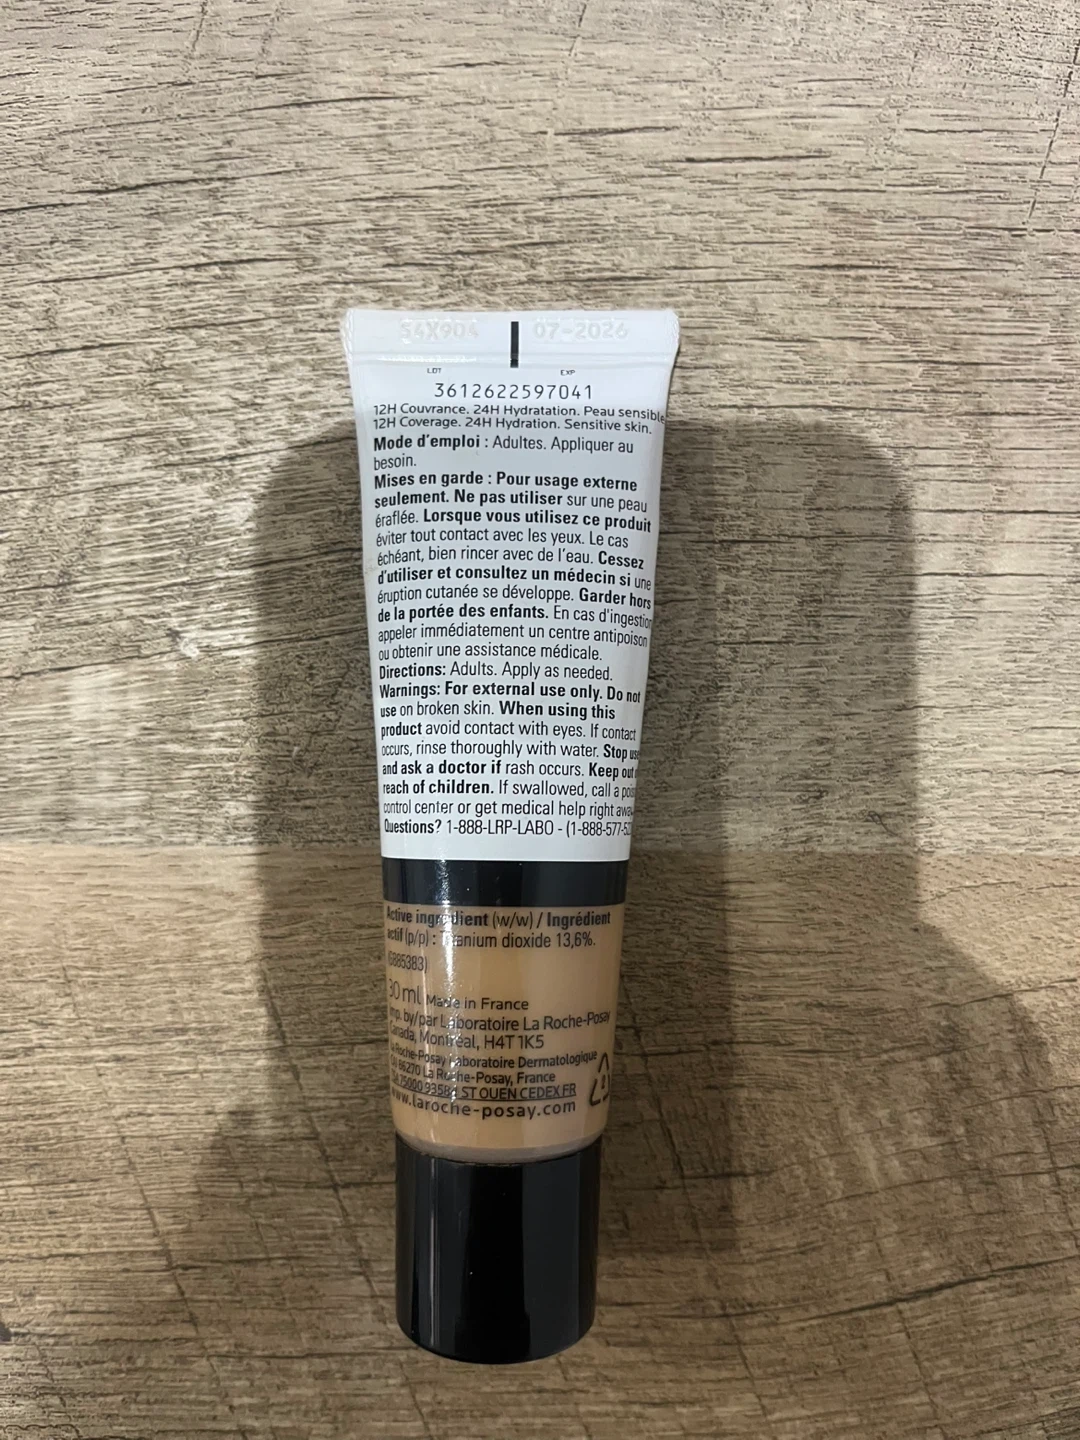 S4X904 07-2026
LOT EXP
3612622597041
12H Couvrance. 24H Hydratation. Peau sensible
12H Coverage. 24H Hydration. Sensitive skin.
Mode d'emploi : Adultes. Appliquer au
besoin.
Mises en garde : Pour usage externe
seulement. Ne pas utiliser sur une peau
éraflée. Lorsque vous utilisez ce produit
éviter tout contact avec les yeux. Le cas
échéant, bien rincer avec de l'eau. Cessez
d'utiliser et consultez un médecin si une
éruption cutanée se développe. Garder hors
de la portée des enfants. En cas d'ingestion
appeler immédiatement un centre antipoison
ou obtenir une assistance médicale.
Directions: Adults. Apply as needed.
Warnings: For external use only. Do not
use on broken skin. When using this
product avoid contact with eyes. If contact
occurs, rinse thoroughly with water. Stop use
and ask a doctor if rash occurs. Keep out
reach of children. If swallowed, call a
control center or get medical help right
Questions? 1-888-LRP-LABO - (1-888-577-52
Active ingredient (w/w) / Ingrédient
actif (p/p) : Titanium dioxide 13,6%.
(G885383)
30 ml Made in France
by/par Laboratoire La Roche-Posay
Canada, Montréal, H4T 1K5
La Roche-Posay Laboratoire Dermatologique
86270 La Roche-Posay, France
75000 93584 ST OUEN CEDEX FR
www.laroche-posay.com